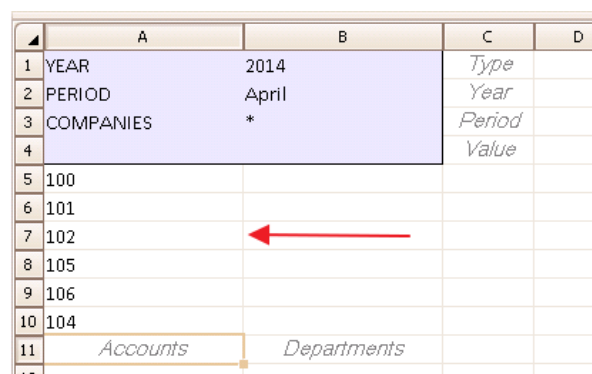 A B C D
1 YEAR 2014 Type
2 PERIOD April Year
3 COMPANIES * Period
4 Value
5 100
6 101
7 102
8 105
9 106
10 104
11 Accounts Departments